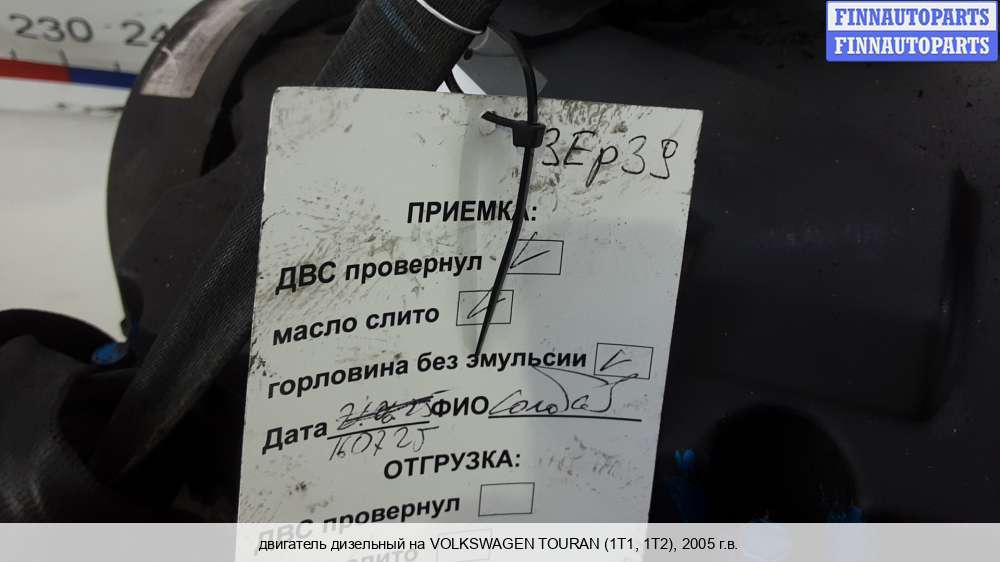 230 24
FINNAUTOPARTS
FINNAUTOPARTS
3Ep39
ПРИЕМКА:
ДВС провернул
масло слито
горловина без эмульсии
Дата ФИО
160725
ОТГРУЗКА:
ДВС провернул
слито
двигатель дизельный на VOLKSWAGEN TOURAN (1T1, 1T2), 2005 г.в.